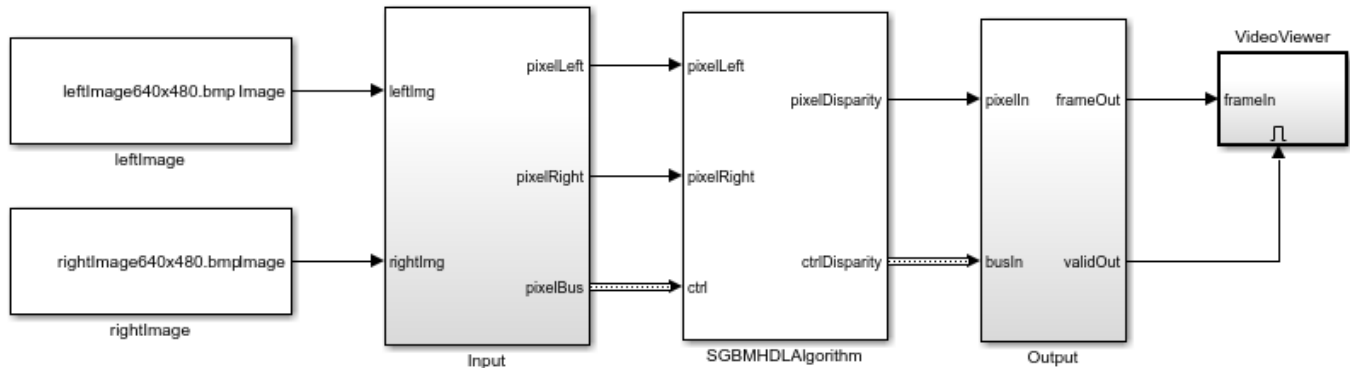 leftImage640x480.bmp Image
leftImage
rightImage640x480.bmpImage
rightImage
leftImg
rightImg
pixelLeft
pixelRight
pixelBus
Input
pixelLeft
pixelRight
ctrl
pixelDisparity
ctrlDisparity
SGBMHDLAlgorithm
pixelIn
busIn
frameOut
validOut
Output
VideoViewer
frameIn